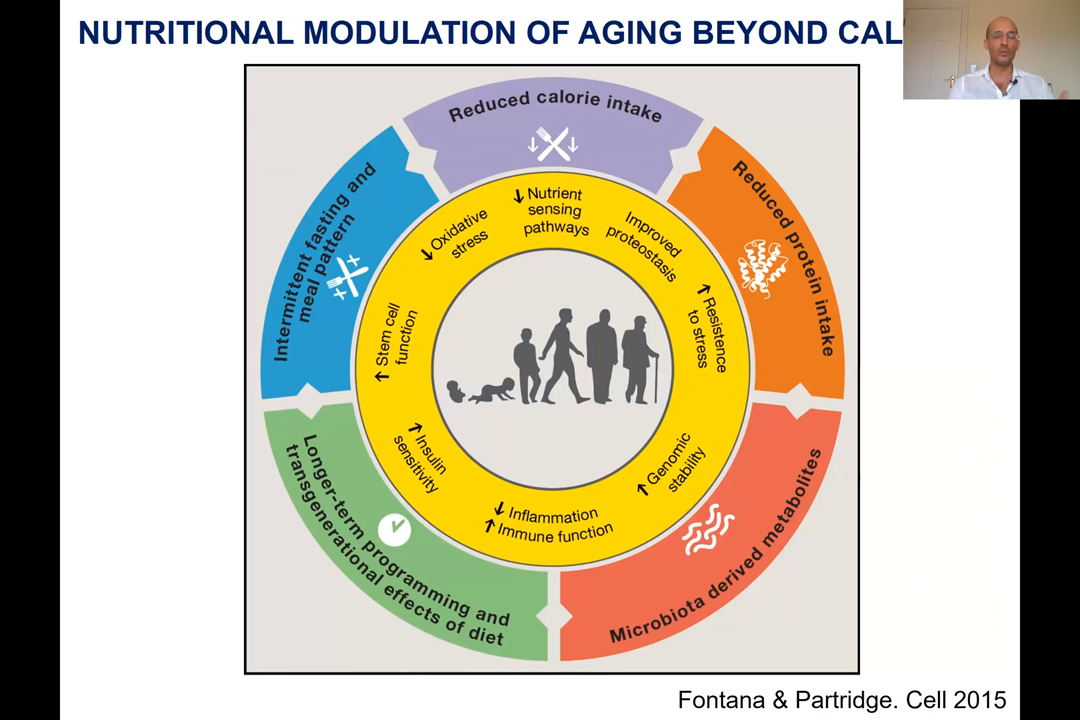 NUTRITIONAL MODULATION OF AGING BEYOND CAL
Reduced calorie intake
Reduced protein intake
Microbiota derived metabolites
Longer-term programming and
transgenerational effects of diet
Intermittent fasting and
meal pattern
↓ Nutrient
sensing
pathways
Improved
proteostasis
↑ Resistence
to stress
↑ Genomic
stability
↓ Inflammation
↑ Immune function
↑ Insulin
sensitivity
↑ Stem cell
function
↓ Oxidative
stress
Fontana & Partridge. Cell 2015